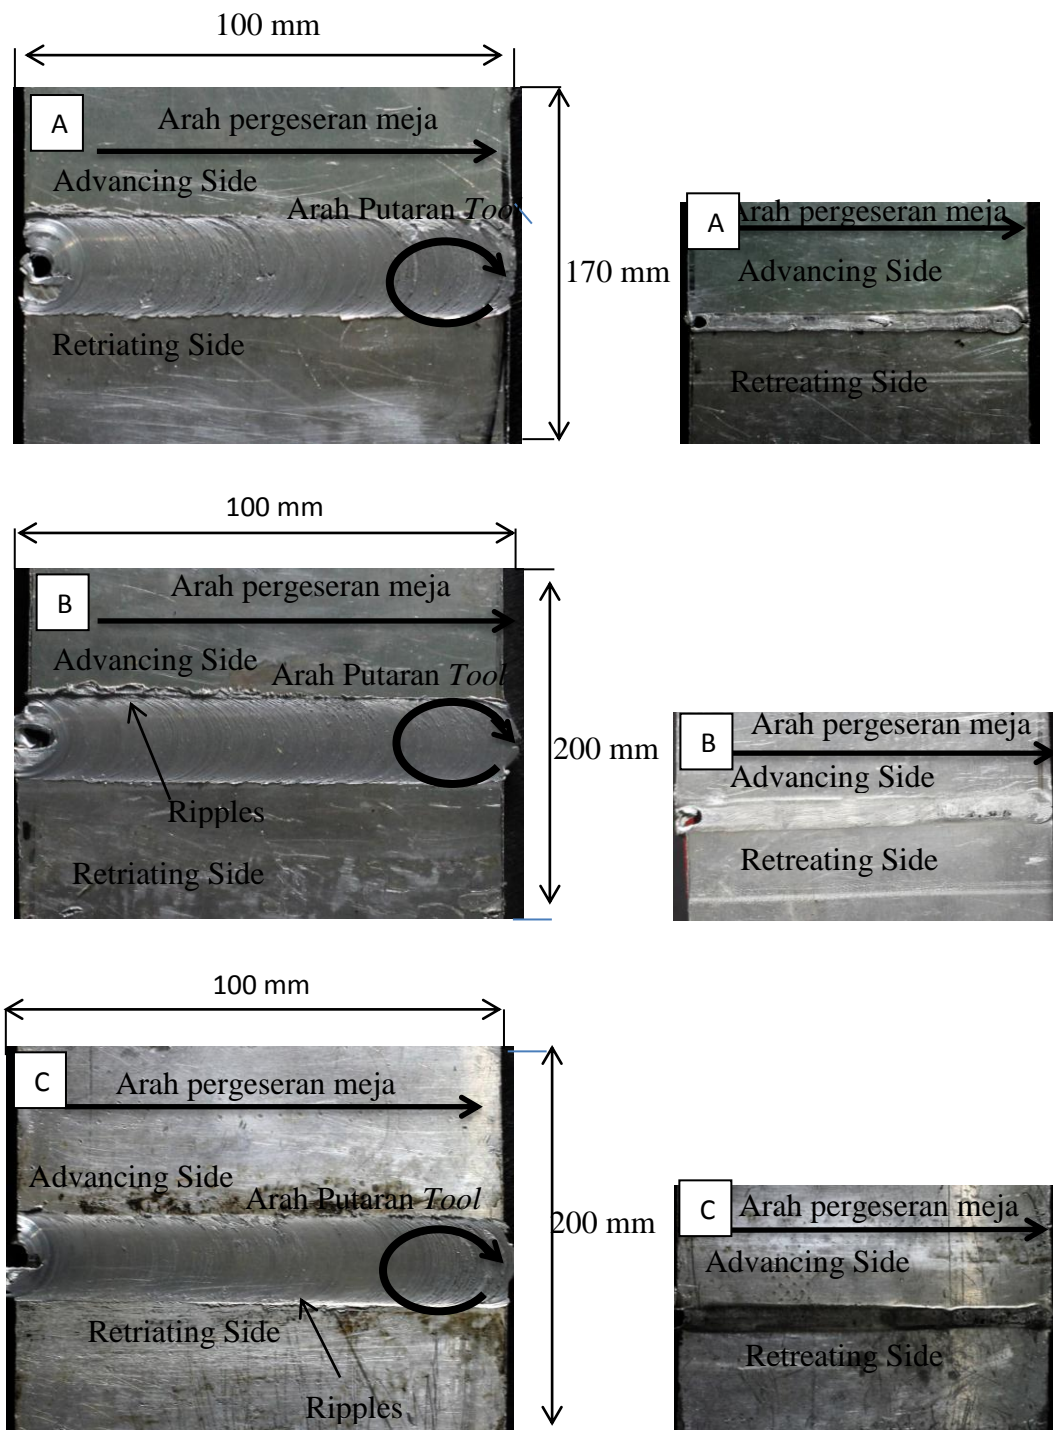 100 mm
A
Arah pergeseran meja
Advancing Side
Arah Putaran Too
170 mm
Retriating Side
A
Arah pergeseran meja
Advancing Side
Retreating Side
100 mm
B
Arah pergeseran meja
Advancing Side
Arah Putaran Tool
200 mm
Ripples
Retriating Side
B
Arah pergeseran meja
Advancing Side
Retreating Side
100 mm
C
Arah pergeseran meja
Advancing Side
Arah Putaran Tool
200 mm
Retriating Side
Ripples
C
Arah pergeseran meja
Advancing Side
Retreating Side